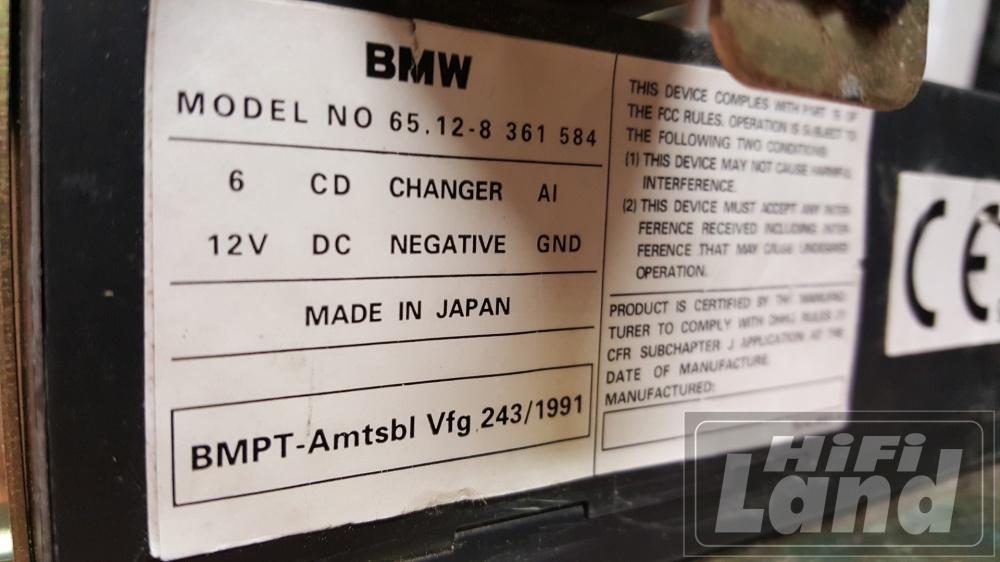 BMW
MODEL NO 65.12-8 361 584
6 CD CHANGER AI
12V DC NEGATIVE GND
MADE IN JAPAN
BMPT-Amtsbl Vfg 243/1991
THIS DEVICE COMPLIES WITH PART 15 OF
THE FCC RULES. OPERATION IS SUBJECT TO
THE FOLLOWING TWO CONDITIONS
(1) THIS DEVICE MAY NOT CAUSE HARMFUL
INTERFERENCE.
(2) THIS DEVICE MUST ACCEPT ANY INTER-
FERENCE RECEIVED INCLUDING INTER-
FERENCE THAT MAY CAUSE UNDESIRED
OPERATION.
PRODUCT IS CERTIFIED BY THE MANUFAC-
TURER TO COMPLY WITH DHHS RULES 21
CFR SUBCHAPTER J APPLICATION AT THE
DATE OF MANUFACTURE.
MANUFACTURED:
CE
HiFi
Land